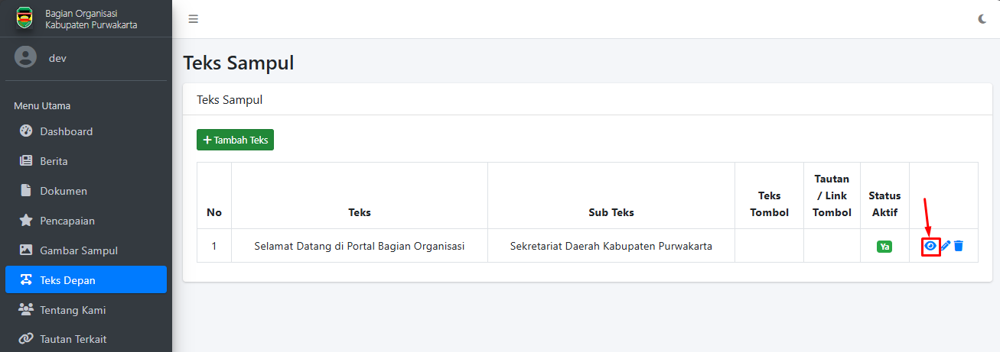 Bagian Organisasi
Kabupaten Purwakarta
dev
Menu Utama
Dashboard
Berita
Dokumen
Pencapaian
Gambar Sampul
Teks Depan
Tentang Kami
Tautan Terkait
Teks Sampul
Teks Sampul
Tambah Teks
No
Teks
Sub Teks
Teks
Tombol
Tautan
/ Link
Tombol
Status
Aktif
1
Selamat Datang di Portal Bagian Organisasi
Sekretariat Daerah Kabupaten Purwakarta
Ya